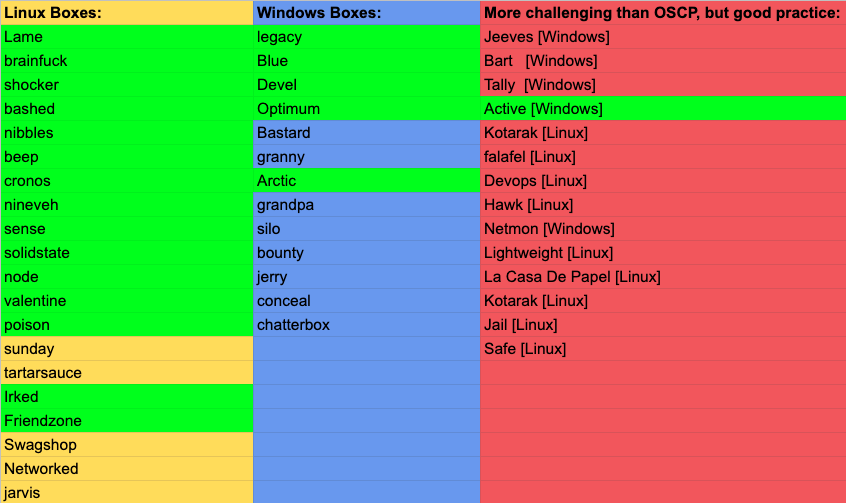 Linux Boxes: Windows Boxes: More challenging than OSCP, but good practice:
Lame legacy Jeeves [Windows]
brainfuck Blue Bart [Windows]
shocker Devel Tally [Windows]
bashed Optimum Active [Windows]
nibbles Bastard Kotarak [Linux]
beep granny falafel [Linux]
cronos Arctic Devops [Linux]
nineveh grandpa Hawk [Linux]
sense silo Netmon [Windows]
solidstate bounty Lightweight [Linux]
node jerry La Casa De Papel [Linux]
valentine conceal Kotarak [Linux]
poison chatterbox Jail [Linux]
sunday Safe [Linux]
tartarsauce
Irked
Friendzone
Swagshop
Networked
jarvis